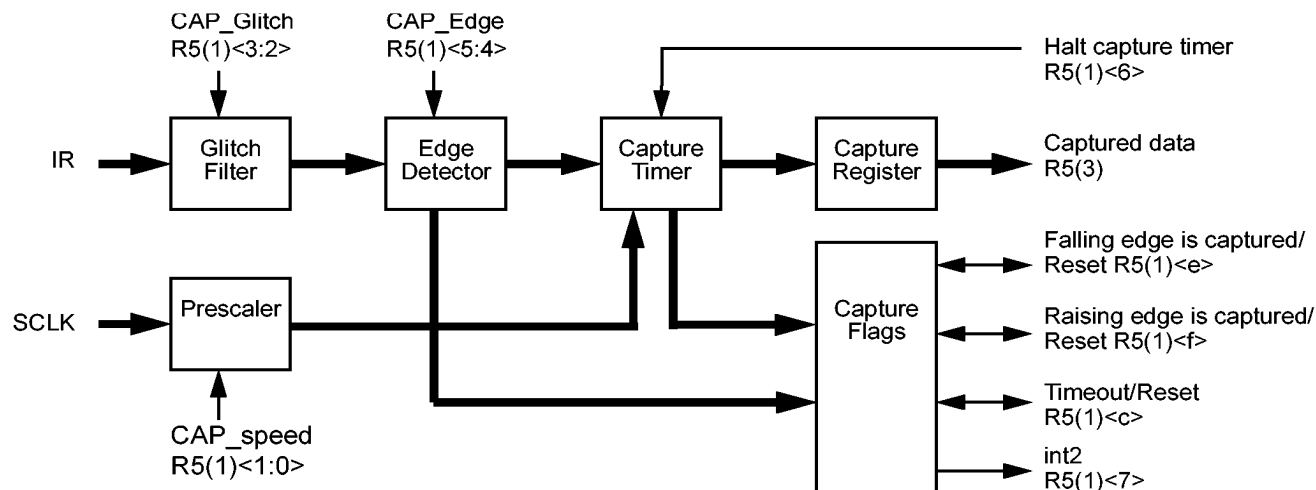 CAP_Glitch
R5(1)<3:2>
CAP_Edge
R5(1)<5:4>
Halt capture timer
R5(1)<6>
IR
Glitch
Filter
Edge
Detector
Capture
Timer
Capture
Register
Captured data
R5(3)
Falling edge is captured/
Reset R5(1)<e>
SCLK
Prescaler
Capture
Flags
Raising edge is captured/
Reset R5(1)<f>
Timeout/Reset
R5(1)<c>
CAP_speed
R5(1)<1:0>
int2
R5(1)<7>